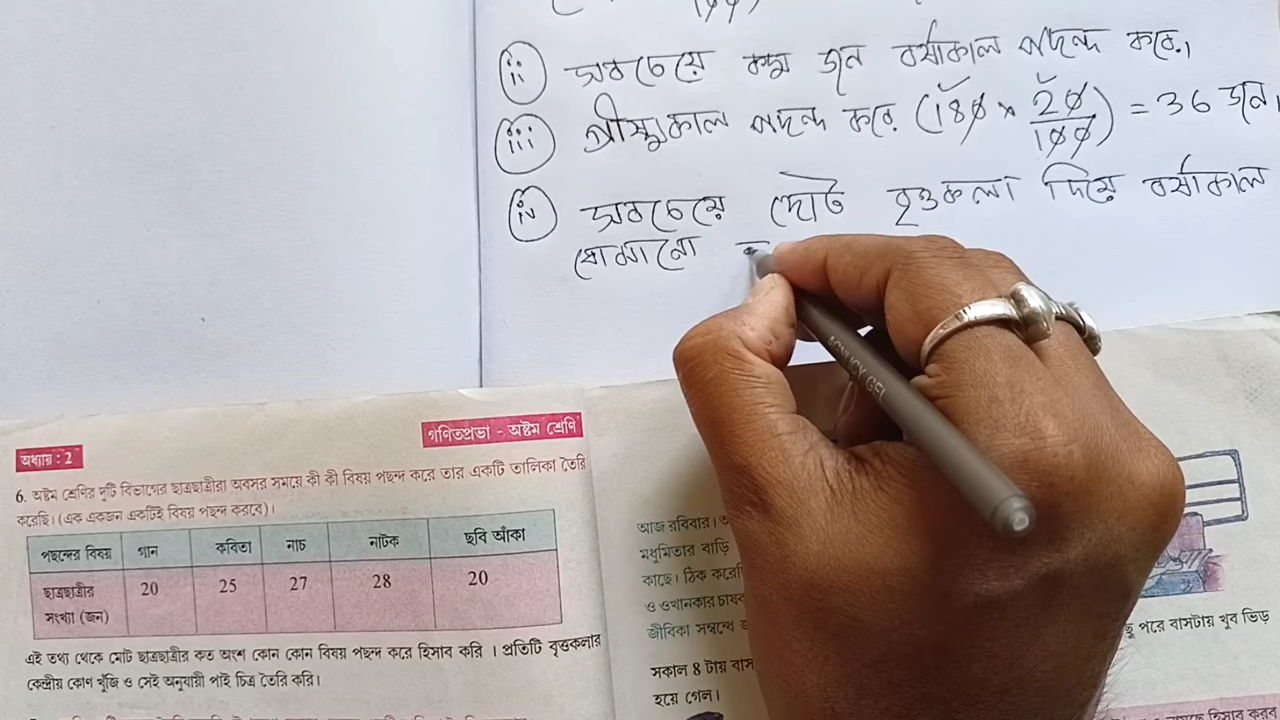 ii সবচেয়ে কম জন বর্ষাকাল পছন্দ করে।
iii গ্রীষ্মকাল পছন্দ করে (180 × 20/100) = 36 জন।
iv সবচেয়ে ছোট বৃত্তকলা দিয়ে বর্ষাকাল
বোঝানো
AGNUCY GEL
অধ্যায় : 2
গণিতপ্রভা - অষ্টম শ্রেণি
6. অষ্টম শ্রেণির দুটি বিভাগের ছাত্রছাত্রীরা অবসর সময়ে কী কী বিষয় পছন্দ করে তার একটি তালিকা তৈরি
করেছি। (এক একজন একটিই বিষয় পছন্দ করবে)।
পছন্দের বিষয় গান কবিতা নাচ নাটক ছবি আঁকা
ছাত্রছাত্রীর 20 25 27 28 20
সংখ্যা (জন)
এই তথ্য থেকে মোট ছাত্রছাত্রীর কত অংশ কোন কোন বিষয় পছন্দ করে হিসাব করি । প্রতিটি বৃত্তকলার
কেন্দ্রীয় কোণ খুঁজি ও সেই অনুযায়ী পাই চিত্র তৈরি করি।
আজ রবিবার।
মধুমিতার বাড়ি
কাছে। ঠিক
ও ওখানকার
জীবিকা সম্বন্ধে
সকাল 8 টায়
হয়ে গেল।
পরে বাসটায় খুব ভিড়
হিসাব করব